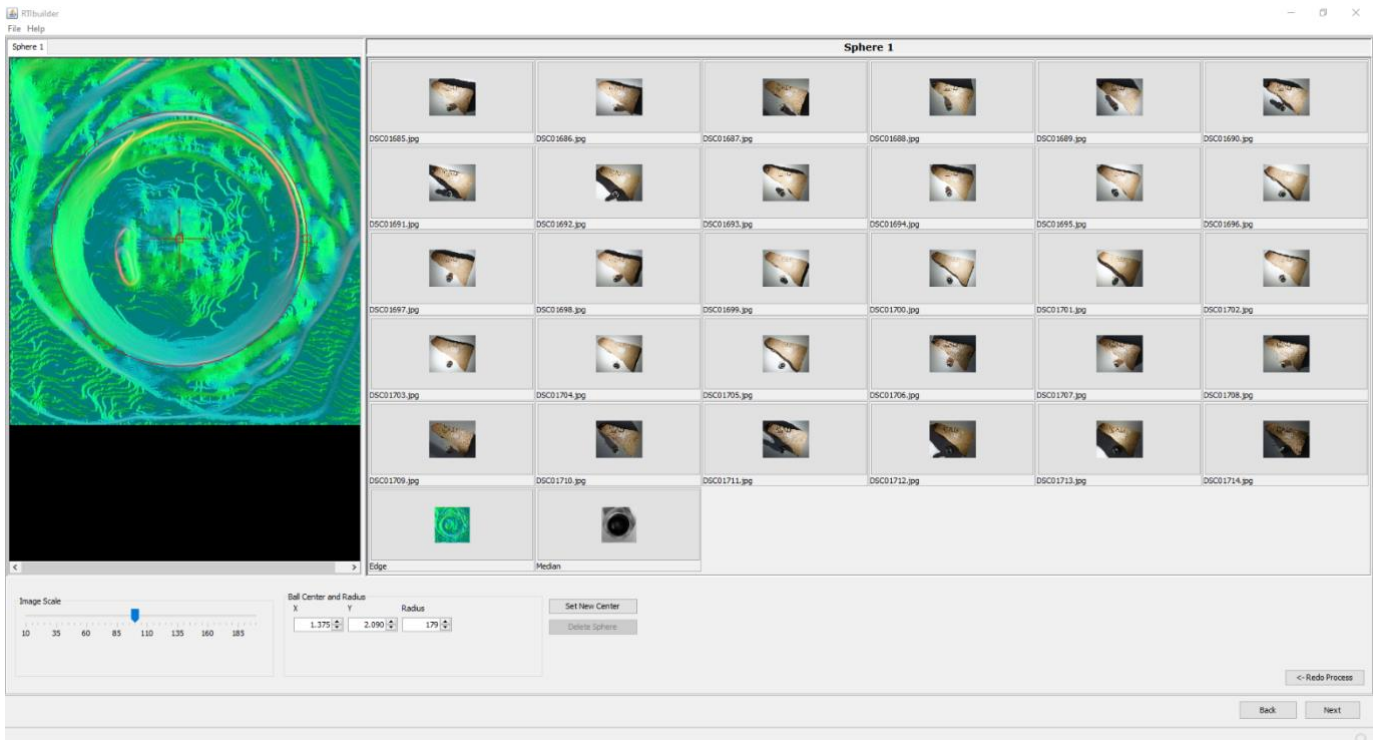 RTIbuilder
File Help
Sphere 1
Sphere 1
DSC01685.jpg DSC01686.jpg DSC01687.jpg DSC01688.jpg DSC01689.jpg DSC01690.jpg
DSC01691.jpg DSC01692.jpg DSC01693.jpg DSC01694.jpg DSC01695.jpg DSC01696.jpg
DSC01697.jpg DSC01698.jpg DSC01699.jpg DSC01700.jpg DSC01701.jpg DSC01702.jpg
DSC01703.jpg DSC01704.jpg DSC01705.jpg DSC01706.jpg DSC01707.jpg DSC01708.jpg
DSC01709.jpg DSC01710.jpg DSC01711.jpg DSC01712.jpg DSC01713.jpg DSC01714.jpg
Edge Median
Image Scale
10 35 60 85 110 135 160 185
Ball Center and Radius
X Y Radius
1.375 2.090 179
Set New Center
Delete Sphere
<- Redo Process
Back Next